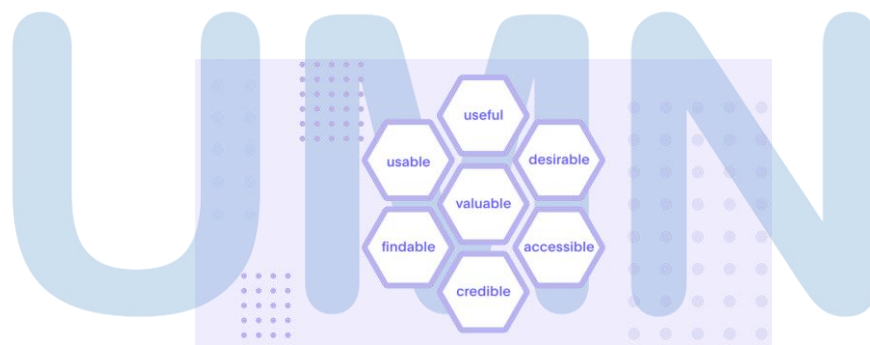 UMN
useful
usable
desirable
valuable
findable
accessible
credible